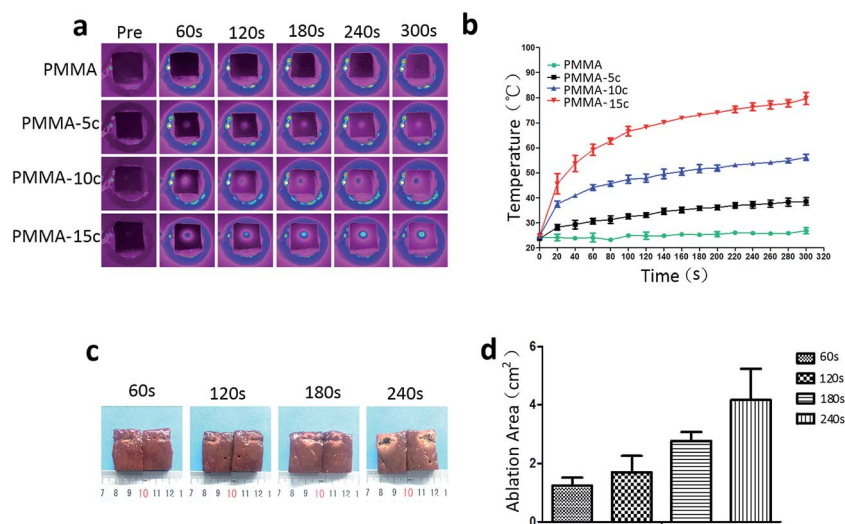 a
Pre 60s 120s 180s 240s 300s
PMMA
PMMA-5c
PMMA-10c
PMMA-15c
b
100
90
80
70
60
50
40
30
20
PMMA
PMMA-5c
PMMA-10c
PMMA-15c
Temperature (℃)
0 20 40 60 80 100 120 140 160 180 200 220 240 260 280 300 320
Time (s)
c
60s 120s 180s 240s
7 8 9 10 11 12 1 7 8 9 10 11 12 1 7 8 9 10 11 12 1 7 8 9 10 11 12 1
d
6
4
2
0
Ablation Area (cm²)
60s
120s
180s
240s